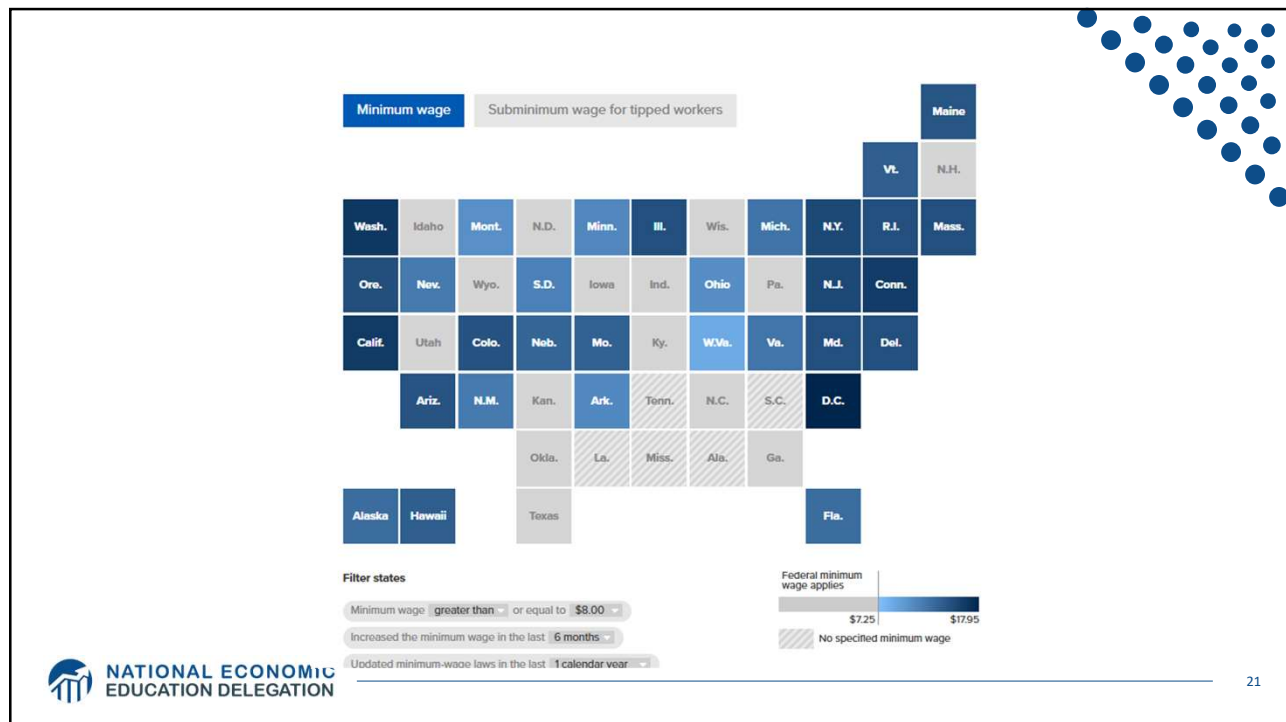 Minimum wage Subminimum wage for tipped workers
Maine
Vt. N.H.
Wash. Idaho Mont. N.D. Minn. Ill. Wis. Mich. N.Y. R.I. Mass.
Ore. Nev. Wyo. S.D. Iowa Ind. Ohio Pa. N.J. Conn.
Calif. Utah Colo. Neb. Mo. Ky. W.Va. Va. Md. Del.
Ariz. N.M. Kan. Ark. Tenn. N.C. S.C. D.C.
Okla. La. Miss. Ala. Ga.
Alaska Hawaii Texas Fla.
Filter states
Minimum wage greater than or equal to $8.00
Increased the minimum wage in the last 6 months
Updated minimum-wage laws in the last 1 calendar year
Federal minimum
wage applies
$7.25 $17.95
No specified minimum wage
NATIONAL ECONOMIC
EDUCATION DELEGATION
21